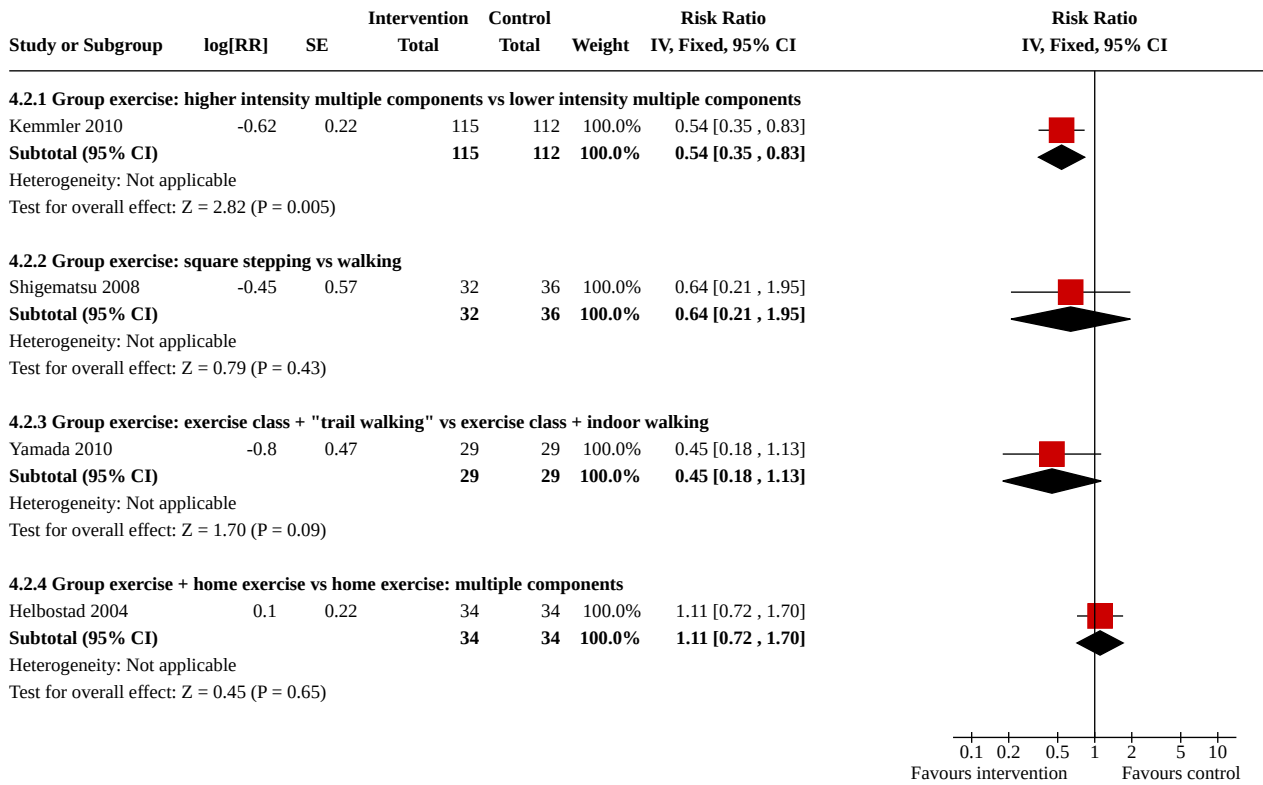 Intervention Control Risk Ratio Risk Ratio
Study or Subgroup log[RR] SE Total Total Weight IV, Fixed, 95% CI IV, Fixed, 95% CI
4.2.1 Group exercise: higher intensity multiple components vs lower intensity multiple components
Kemmler 2010 -0.62 0.22 115 112 100.0% 0.54 [0.35 , 0.83]
Subtotal (95% CI) 115 112 100.0% 0.54 [0.35 , 0.83]
Heterogeneity: Not applicable
Test for overall effect: Z = 2.82 (P = 0.005)
4.2.2 Group exercise: square stepping vs walking
Shigematsu 2008 -0.45 0.57 32 36 100.0% 0.64 [0.21 , 1.95]
Subtotal (95% CI) 32 36 100.0% 0.64 [0.21 , 1.95]
Heterogeneity: Not applicable
Test for overall effect: Z = 0.79 (P = 0.43)
4.2.3 Group exercise: exercise class + "trail walking" vs exercise class + indoor walking
Yamada 2010 -0.8 0.47 29 29 100.0% 0.45 [0.18 , 1.13]
Subtotal (95% CI) 29 29 100.0% 0.45 [0.18 , 1.13]
Heterogeneity: Not applicable
Test for overall effect: Z = 1.70 (P = 0.09)
4.2.4 Group exercise + home exercise vs home exercise: multiple components
Helbostad 2004 0.1 0.22 34 34 100.0% 1.11 [0.72 , 1.70]
Subtotal (95% CI) 34 34 100.0% 1.11 [0.72 , 1.70]
Heterogeneity: Not applicable
Test for overall effect: Z = 0.45 (P = 0.65)
0.1 0.2 0.5 1 2 5 10
Favours intervention Favours control